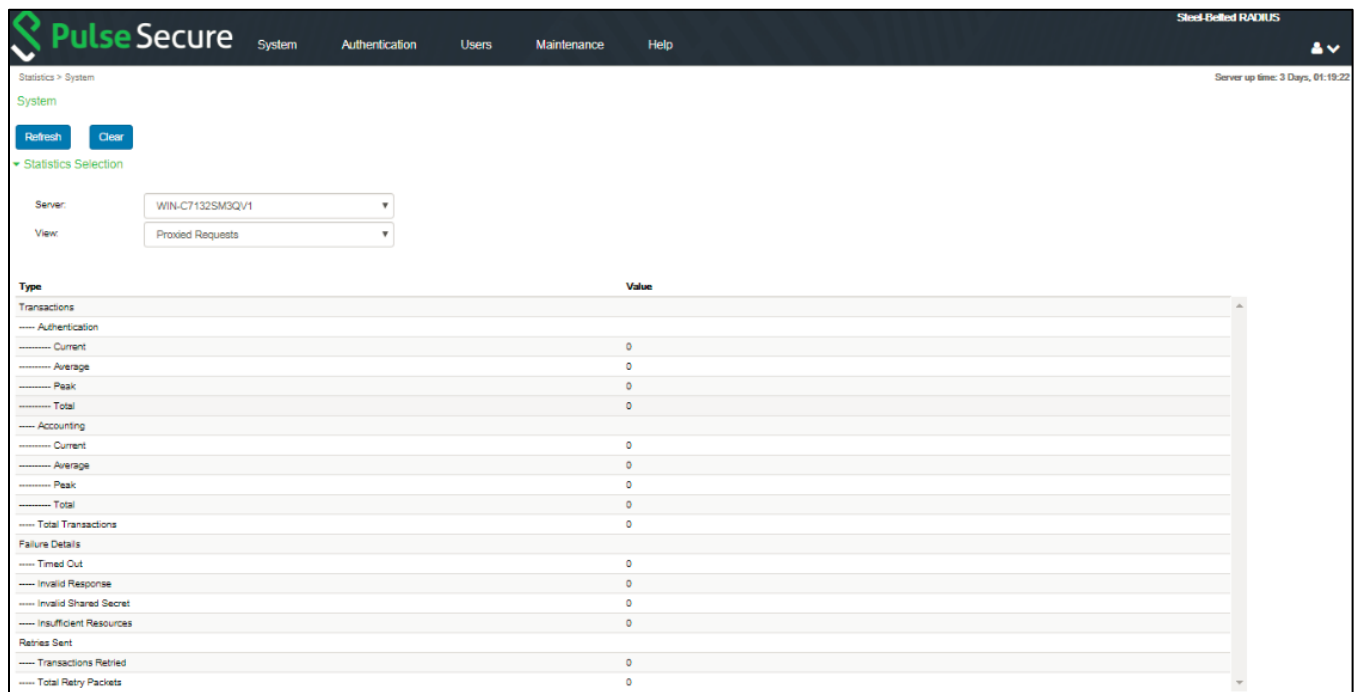 Steel-Belted RADIUS
Pulse Secure System Authentication Users Maintenance Help
Statistics > System Server up time: 3 Days, 01:19:22
System
Refresh Clear
Statistics Selection
Server: WIN-C7132SM3QV1
View: Proxied Requests
Type Value
Transactions
----- Authentication
---------- Current 0
---------- Average 0
---------- Peak 0
---------- Total 0
----- Accounting
---------- Current 0
---------- Average 0
---------- Peak 0
---------- Total 0
----- Total Transactions 0
Failure Details
----- Timed Out 0
----- Invalid Response 0
----- Invalid Shared Secret 0
----- Insufficient Resources 0
Retries Sent
----- Transactions Retried 0
----- Total Retry Packets 0